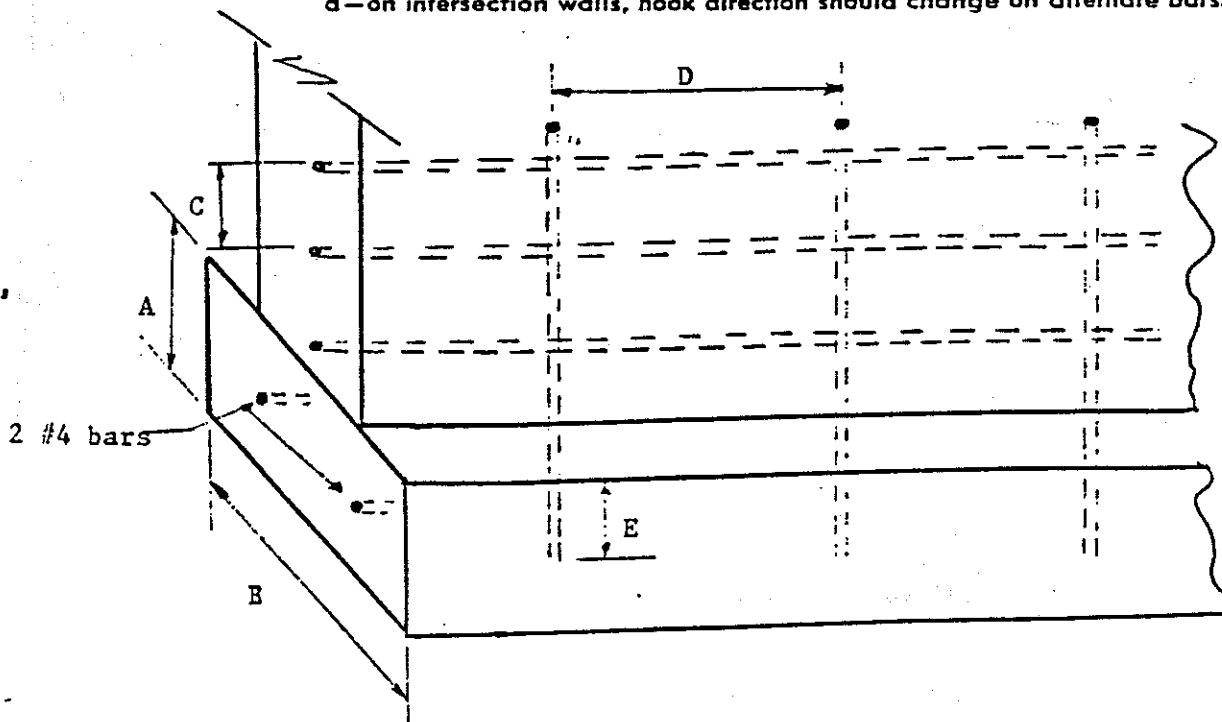 d—on intersection walls, hook direction should change on alternate bars.
D
C
A
2 #4 bars
E
B